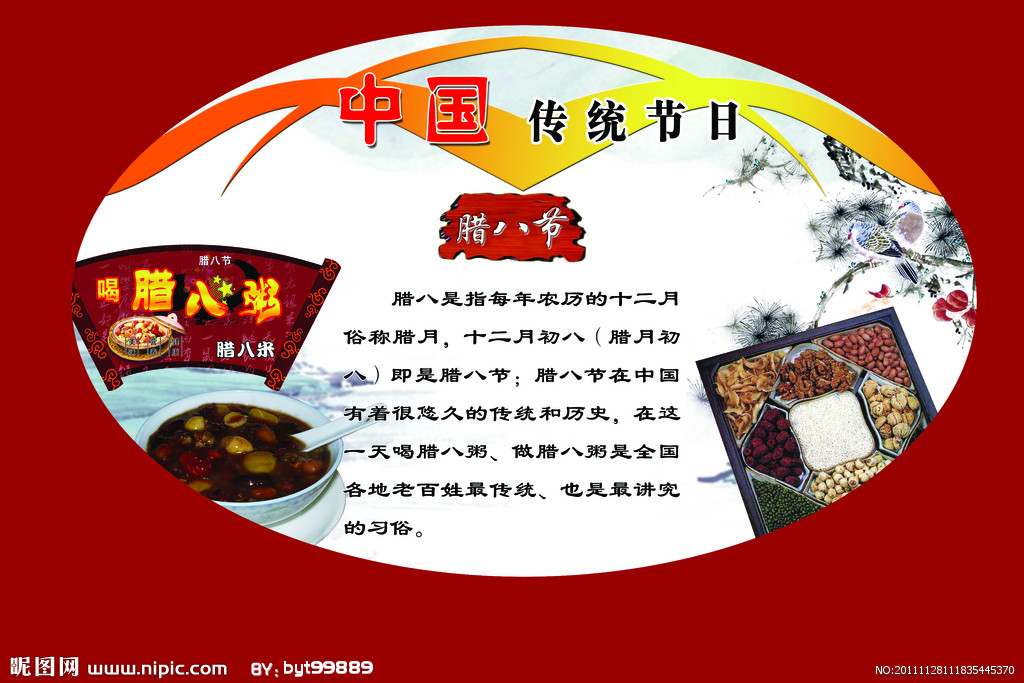 中国 传统节日
腊八节
腊八节
喝腊八粥
腊八米
腊八是指每年农历的十二月
俗称腊月，十二月初八（腊月初
八）即是腊八节；腊八节在中国
有着很悠久的传统和历史，在这
一天喝腊八粥、做腊八粥是全国
各地老百姓最传统、也是最讲究
的习俗。
昵图网 www.nipic.com BY:byt99889
NO:20111128111835445370